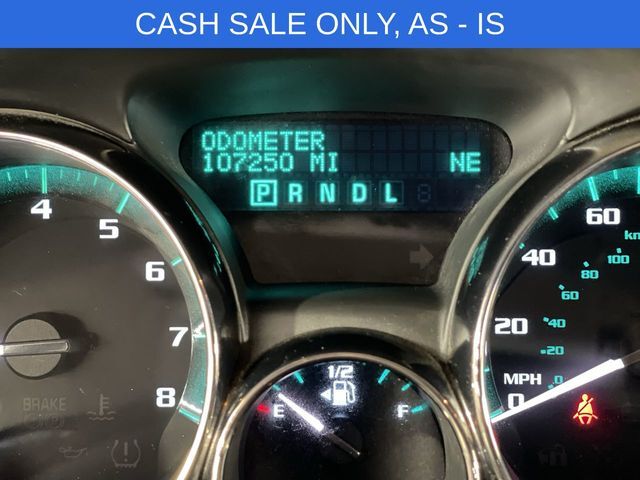 CASH SALE ONLY, AS - IS
ODOMETER
107250 MI NE
P R N D L 8
4 5 6 7 8
BRAKE
1/2
E F
60
40
20
0
MPH
km
100
80
60
40
20
0